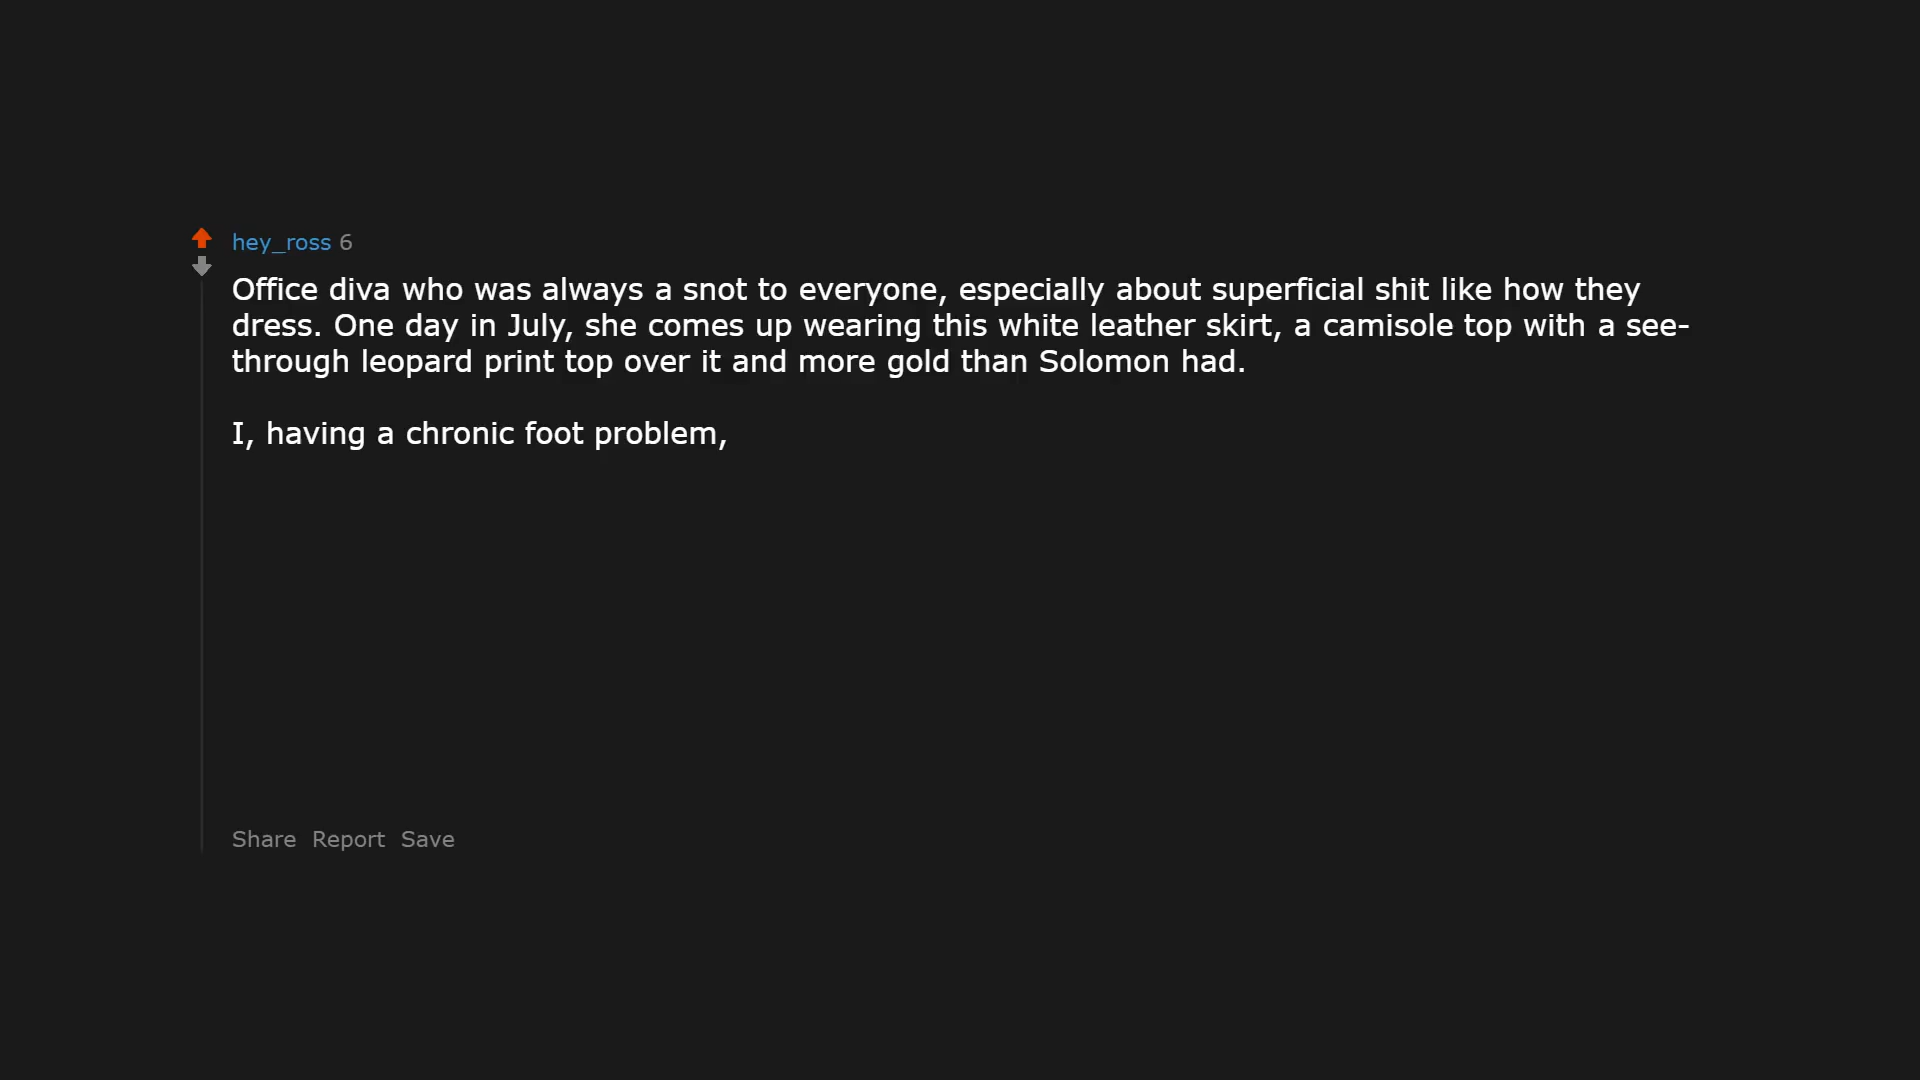 hey_ross 6
Office diva who was always a snot to everyone, especially about superficial shit like how they
dress. One day in July, she comes up wearing this white leather skirt, a camisole top with a see-
through leopard print top over it and more gold than Solomon had.
I, having a chronic foot problem,
Share Report Save